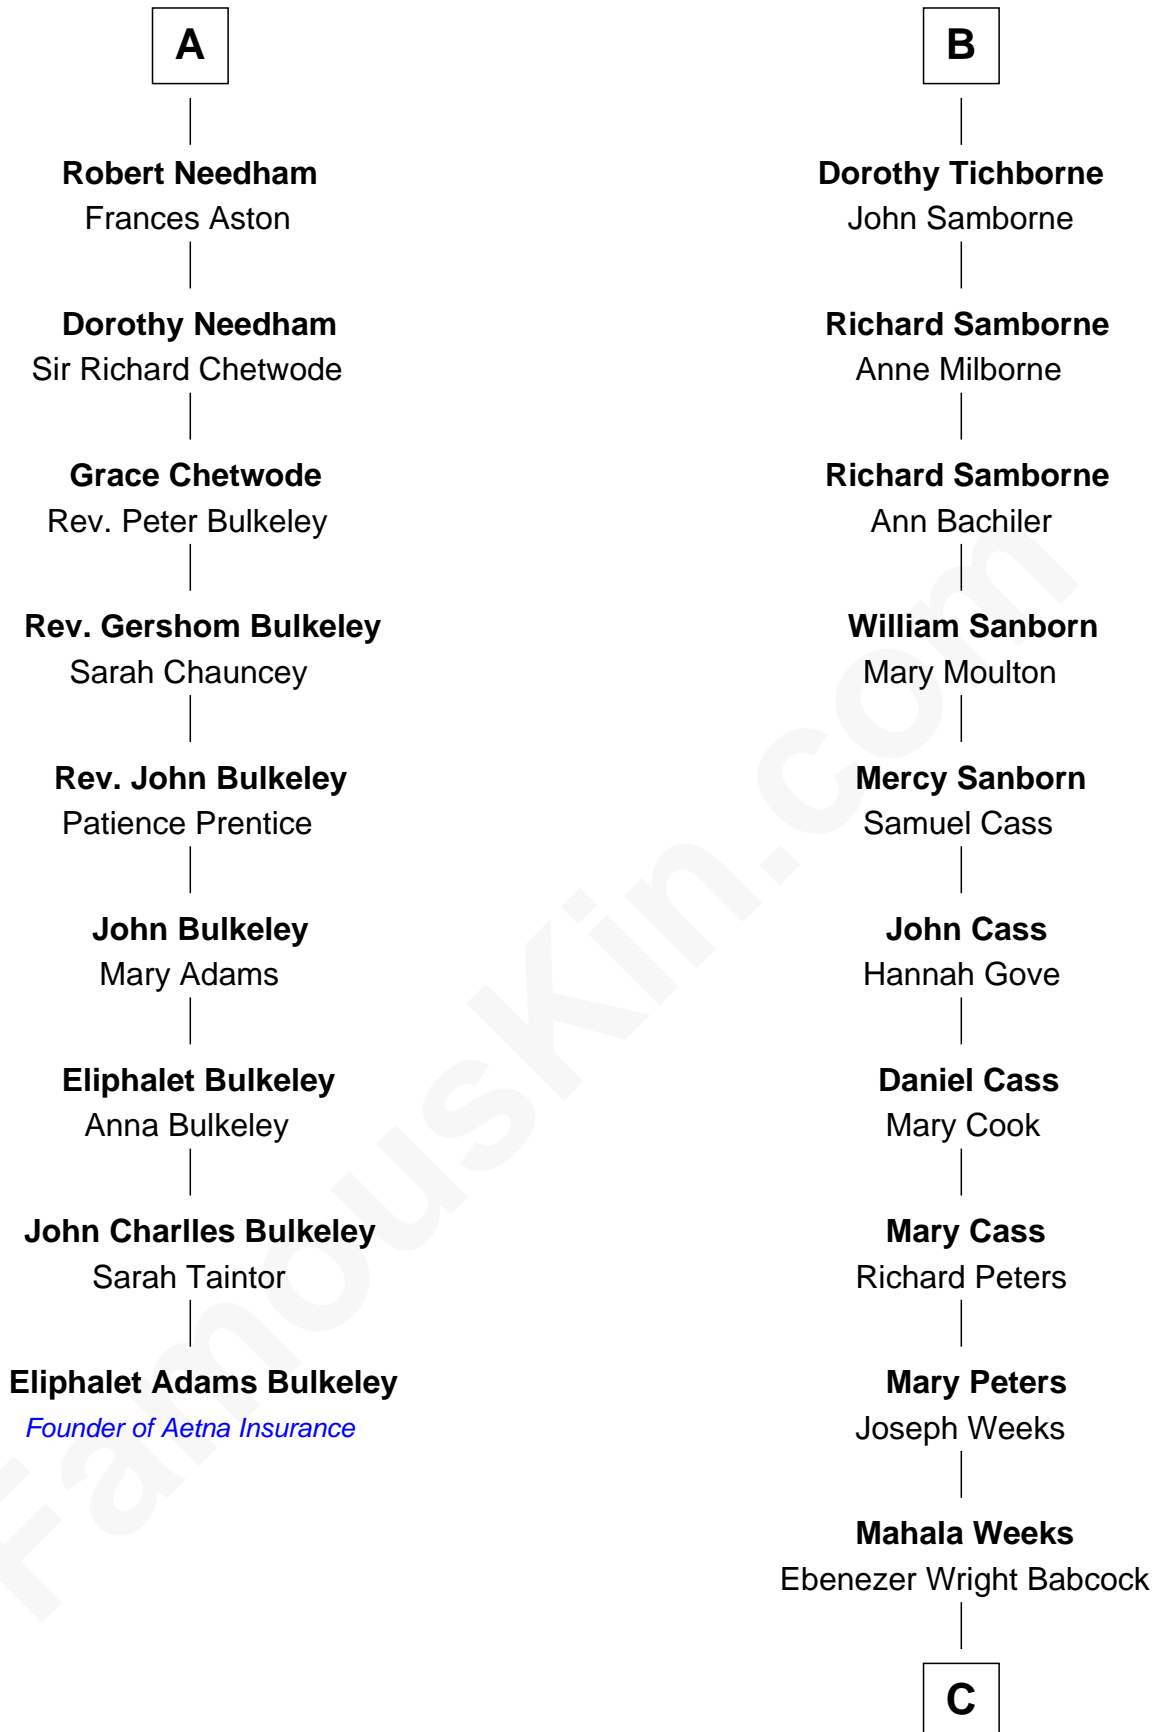 A
Robert Needham
Frances Aston
Dorothy Needham
Sir Richard Chetwode
Grace Chetwode
Rev. Peter Bulkeley
Rev. Gershom Bulkeley
Sarah Chauncey
Rev. John Bulkeley
Patience Prentice
John Bulkeley
Mary Adams
Eliphalet Bulkeley
Anna Bulkeley
John Charlles Bulkeley
Sarah Taintor
Eliphalet Adams Bulkeley
Founder of Aetna Insurance
B
Dorothy Tichborne
John Samborne
Richard Samborne
Anne Milborne
Richard Samborne
Ann Bachiler
William Sanborn
Mary Moulton
Mercy Sanborn
Samuel Cass
John Cass
Hannah Gove
Daniel Cass
Mary Cook
Mary Cass
Richard Peters
Mary Peters
Joseph Weeks
Mahala Weeks
Ebenezer Wright Babcock
C
FamousKin.com